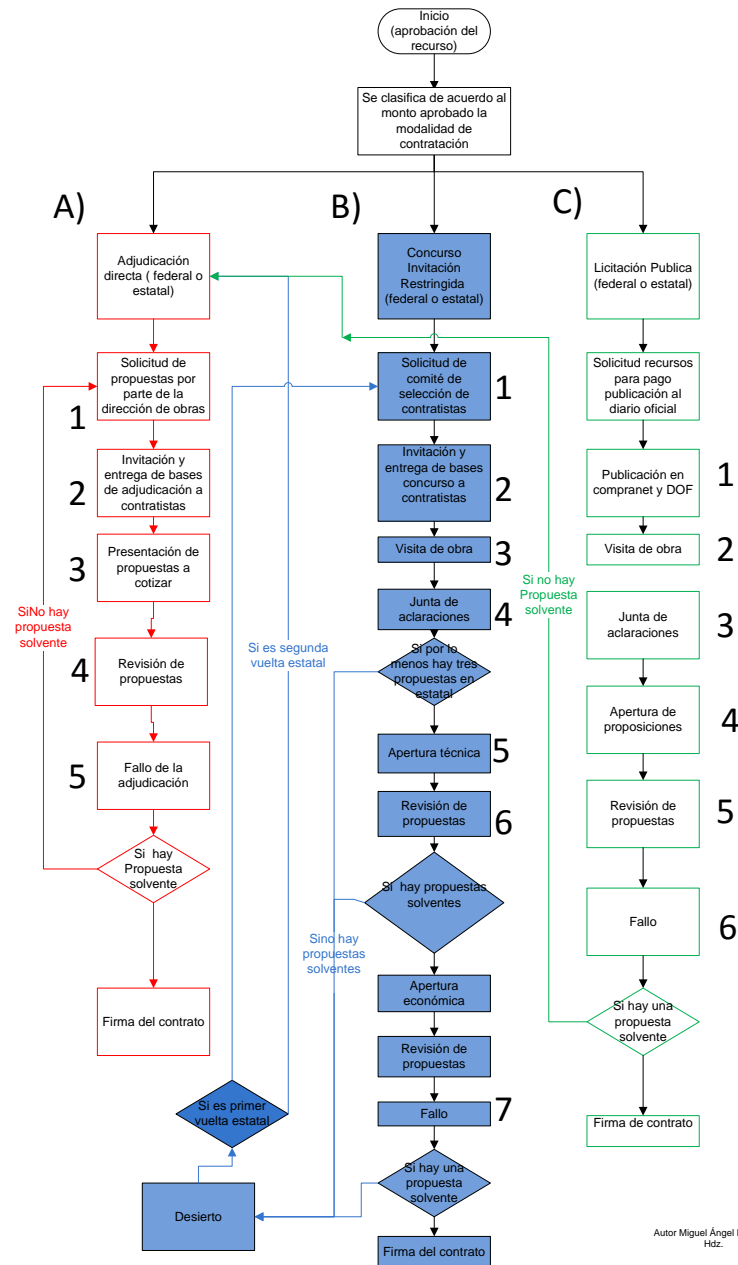 Inicio
(aprobación del
recurso)
Se clasifica de acuerdo al
monto aprobado la
modalidad de
contratación
A)
Adjudicación
directa ( federal o
estatal)
Solicitud de
propuestas por
parte de la
dirección de obras
1
Invitación y
entrega de bases
de adjudicación a
contratistas
2
Presentación de
propuestas a
cotizar
3
SiNo hay
propuesta
solvente
Revisión de
propuestas
4
Fallo de la
adjudicación
5
Si hay
Propuesta
solvente
Firma del contrato
B)
Concurso
Invitación
Restringida
(federal o estatal)
Solicitud de
comité de
selección de
contratistas
1
Invitación y
entrega de bases
concurso a
contratistas
2
Visita de obra
3
Junta de
aclaraciones
4
Si es segunda
vuelta estatal
Si por lo
menos hay tres
propuestas en
estatal
Apertura técnica
5
Revisión de
propuestas
6
Si hay propuestas
solventes
Sino hay
propuestas
solventes
Apertura
económica
Revisión de
propuestas
Si es primer
vuelta estatal
Fallo
7
Si hay una
propuesta
solvente
Desierto
Firma del contrato
C)
Licitación Publica
(federal o estatal)
Solicitud recursos
para pago
publicación al
diario oficial
Publicación en
compranet y DOF
1
Visita de obra
2
Si no hay
Propuesta
solvente
Junta de
aclaraciones
3
Apertura de
proposiciones
4
Revisión de
propuestas
5
Fallo
6
Si hay una
propuesta
solvente
Firma de contrato
Autor Miguel Ángel
Hdz.